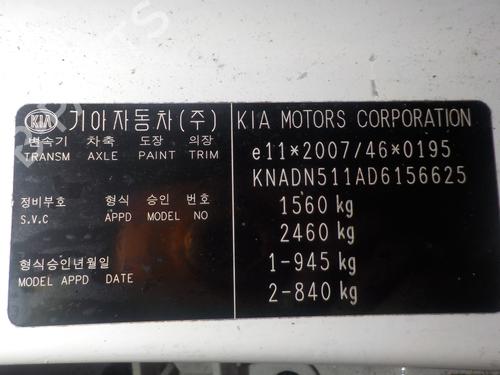 KIA 기아자동차(주)
변속기 차축 도장 의장
TRANSM AXLE PAINT TRIM
정비부호 형식 승인 번호
S.V.C APPD MODEL NO
형식승인년월일
MODEL APPD DATE
KIA MOTORS CORPORATION
e11*2007/46*0195
KNADN511AD6156625
1560 kg
2460 kg
1-945 kg
2-840 kg